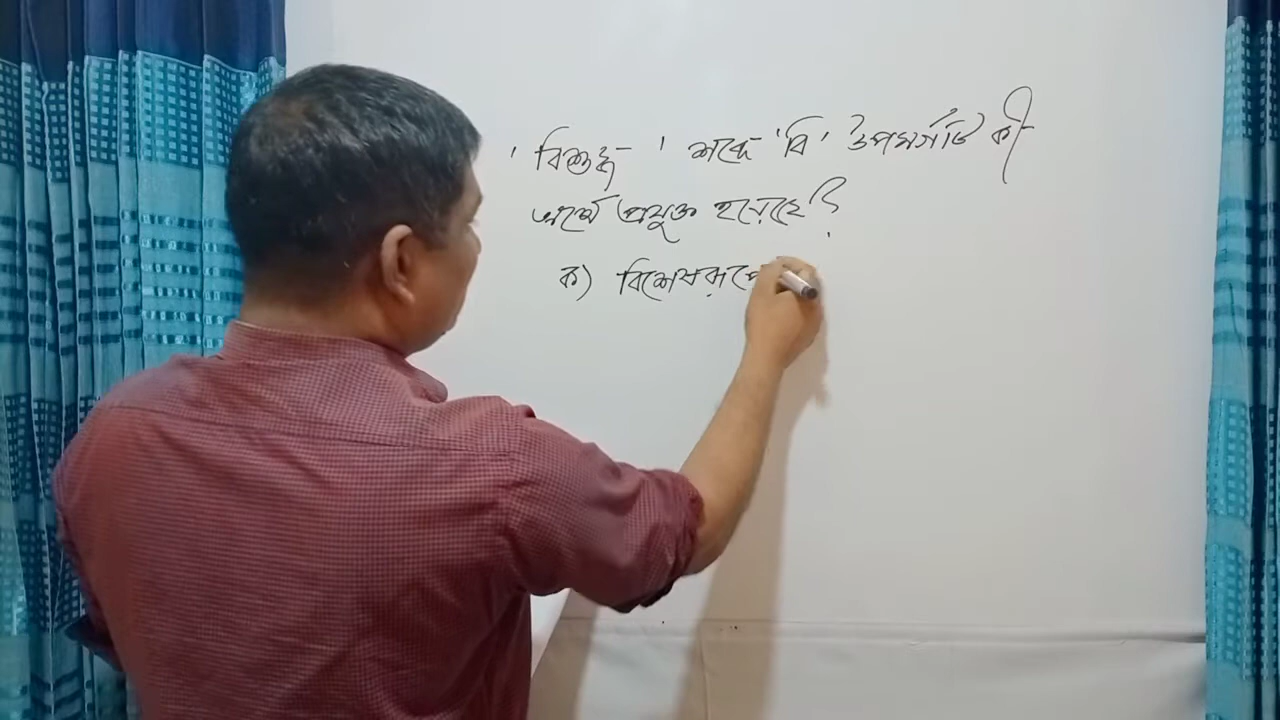 'বিশুদ্ধ' শব্দে 'বি' উপসর্গটি কী
অর্থে প্রযুক্ত হয়েছে?
ক) বিশেষরূপে